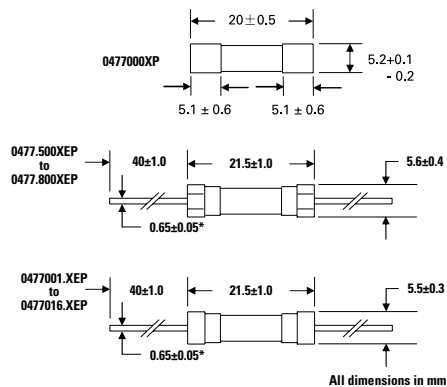 20±0.5
0477000XP
5.2+0.1
- 0.2
5.1 ± 0.6
5.1 ± 0.6
0477.500XEP
to
0477.800XEP
40±1.0
21.5±1.0
5.6±0.4
0.65±0.05*
0477001.XEP
to
0477016.XEP
40±1.0
21.5±1.0
5.5±0.3
0.65±0.05*
All dimensions in mm